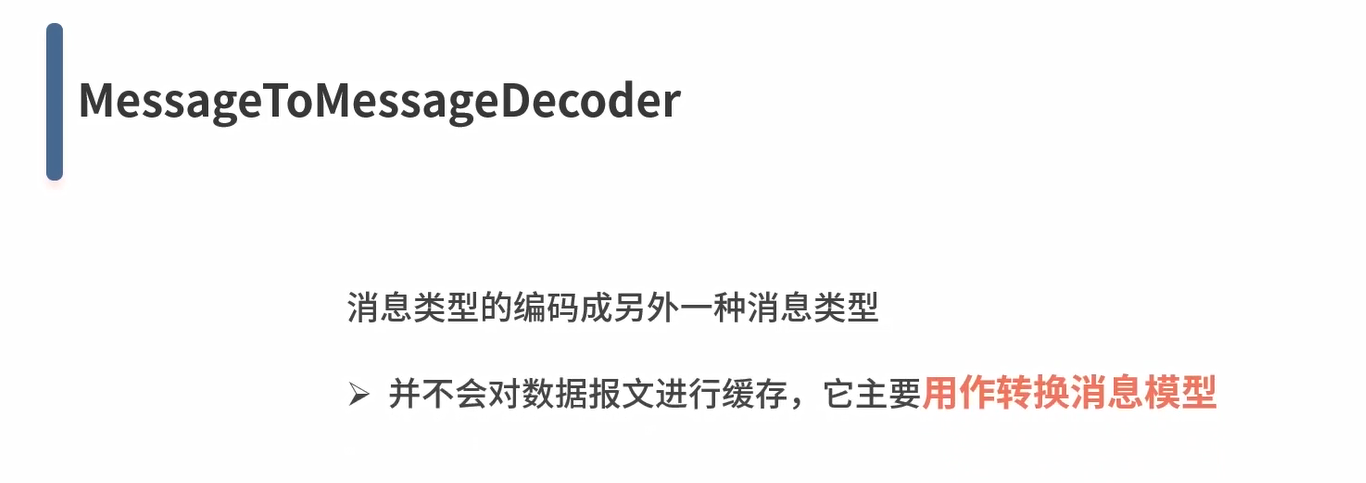 MessageToMessageDecoder
消息类型的编码成另外一种消息类型
➢ 并不会对数据报文进行缓存，它主要用作转换消息模型